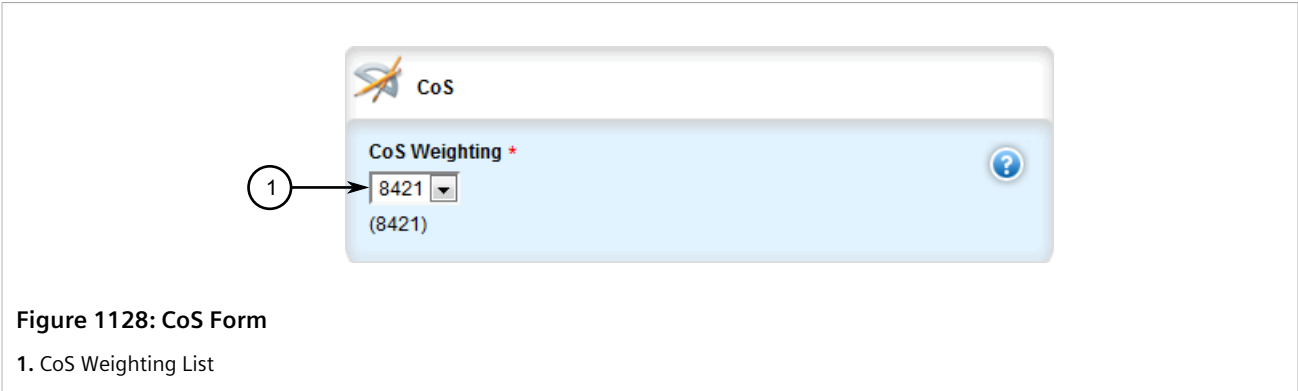 CoS
CoS Weighting *
1
8421
(8421)
?
Figure 1128: CoS Form
1. CoS Weighting List